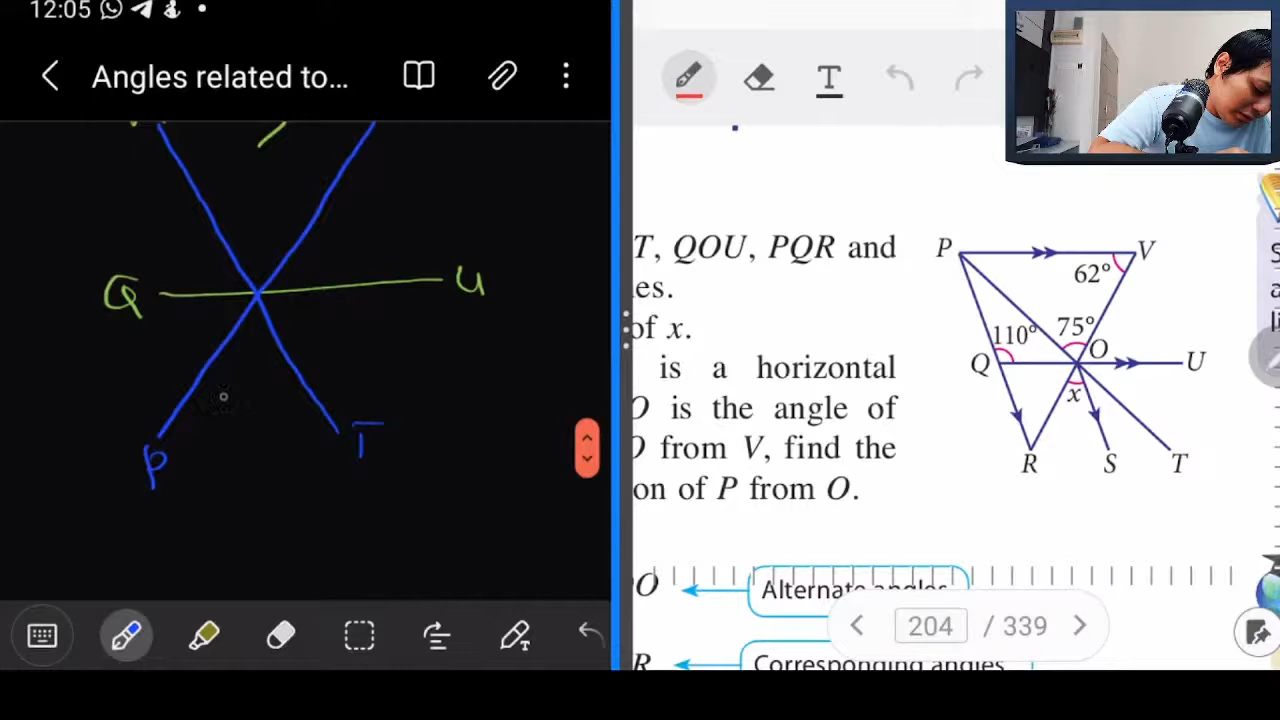 12:05
Angles related to...
T
Q
U
P
T
T, QOU, PQR and
es.
of x.
is a horizontal
O is the angle of
O from V, find the
on of P from O.
P
V
62°
110°
75°
O
Q
U
x
R
S
T
O
Alternate angles
204 / 339
R
Corresponding angles